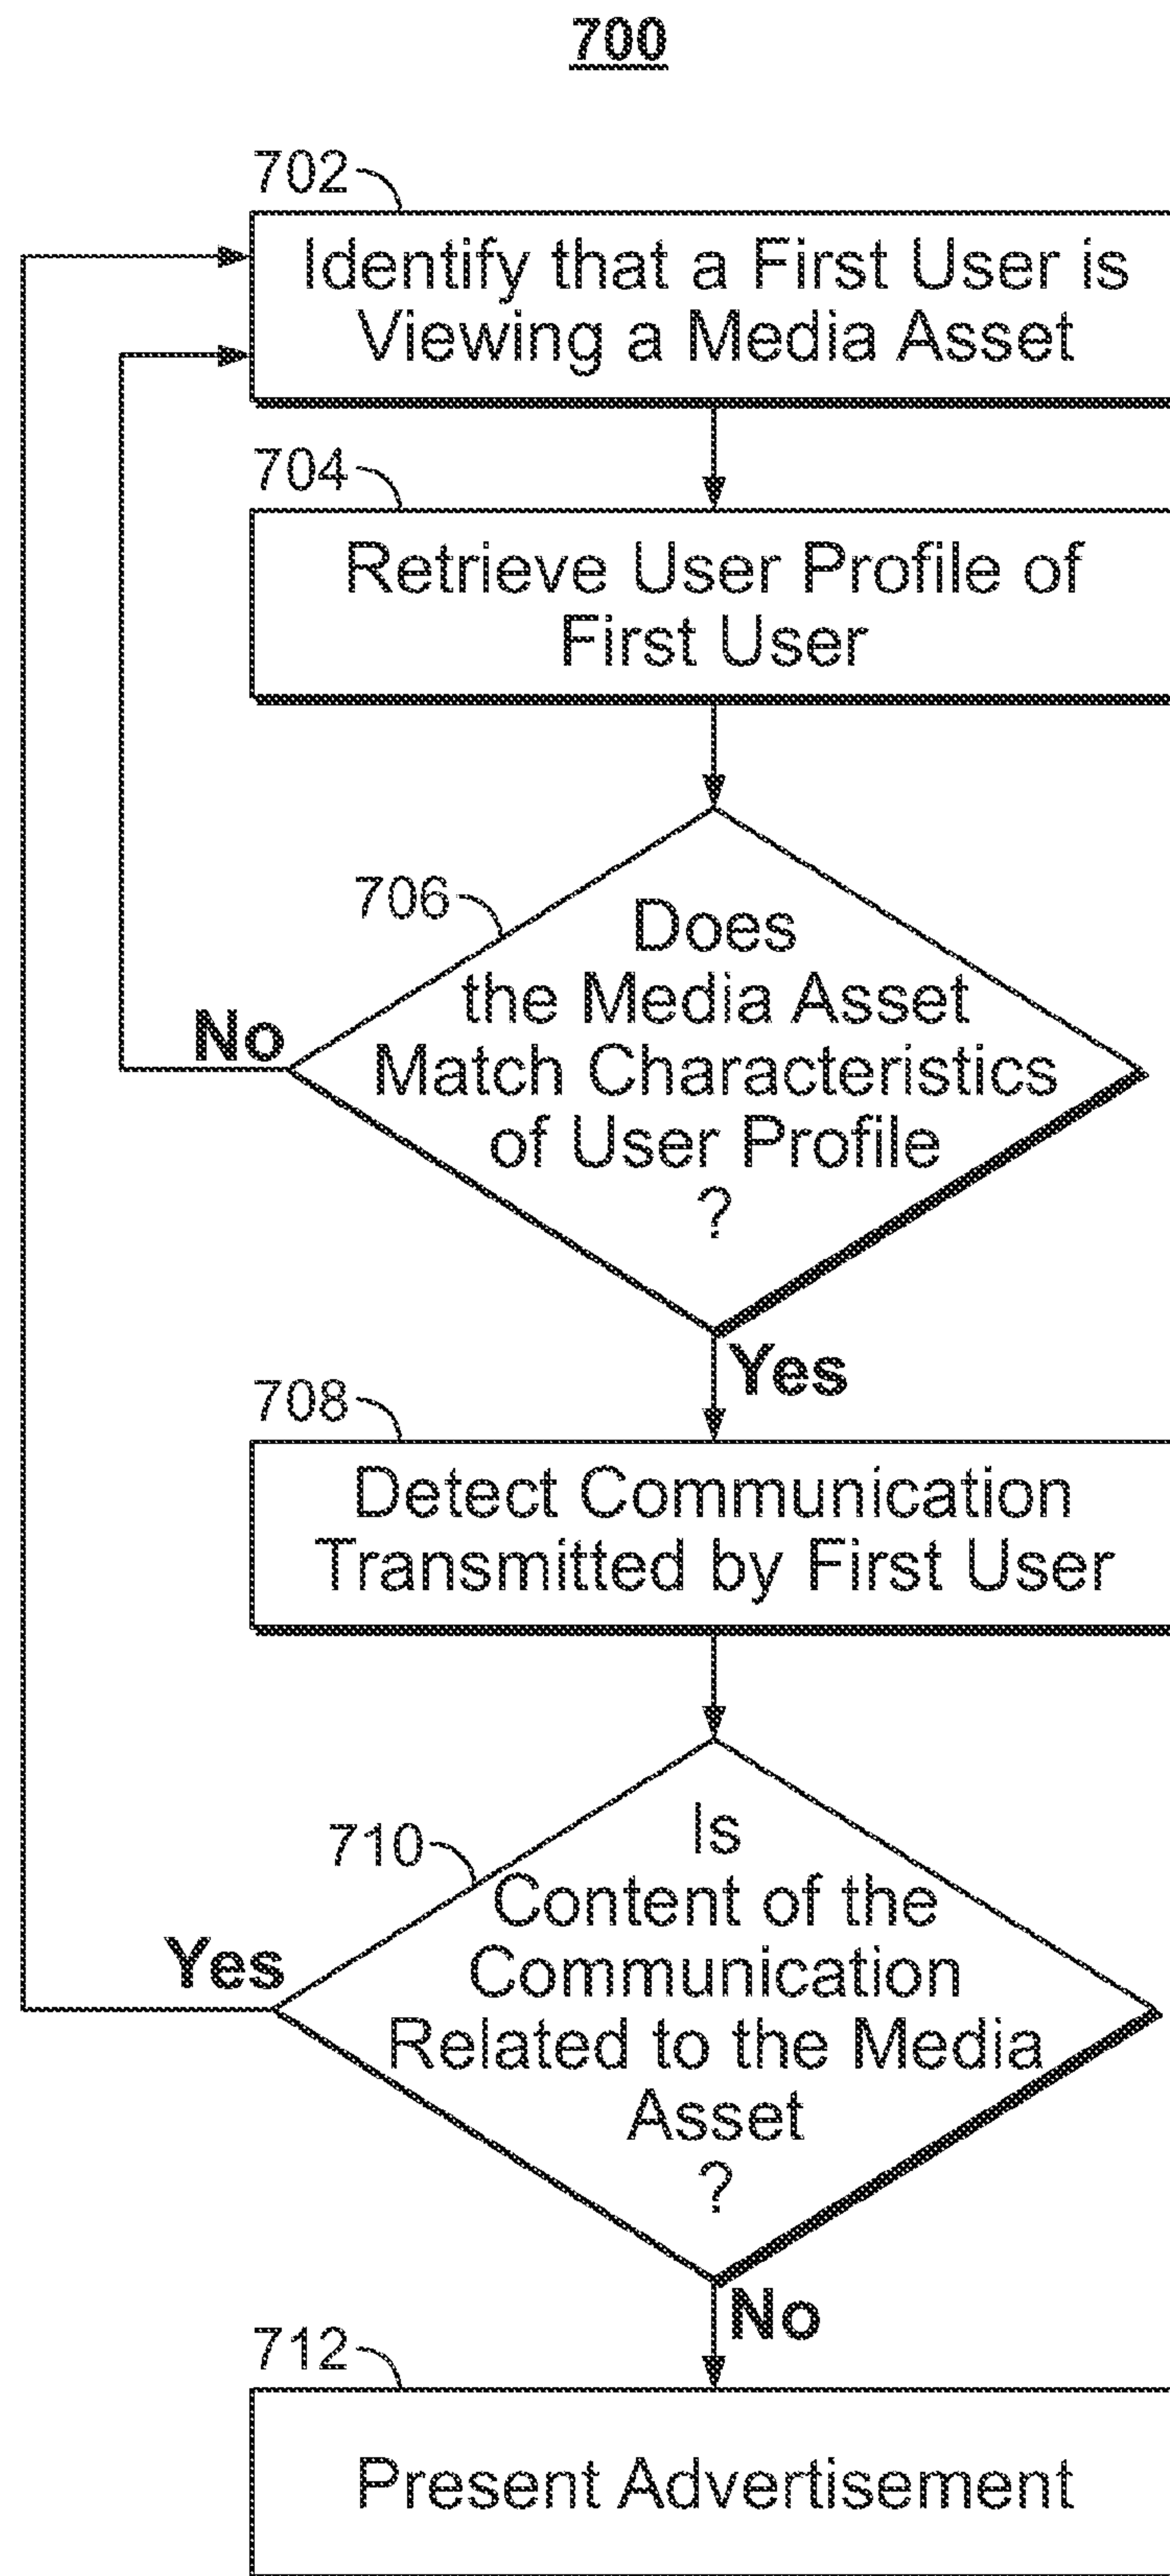 700
702
Identify that a First User is
Viewing a Media Asset
704
Retrieve User Profile of
First User
706
Does
the Media Asset
Match Characteristics
of User Profile
?
No
Yes
708
Detect Communication
Transmitted by First User
710
Is
Content of the
Communication
Related to the Media
Asset
?
Yes
No
712
Present Advertisement